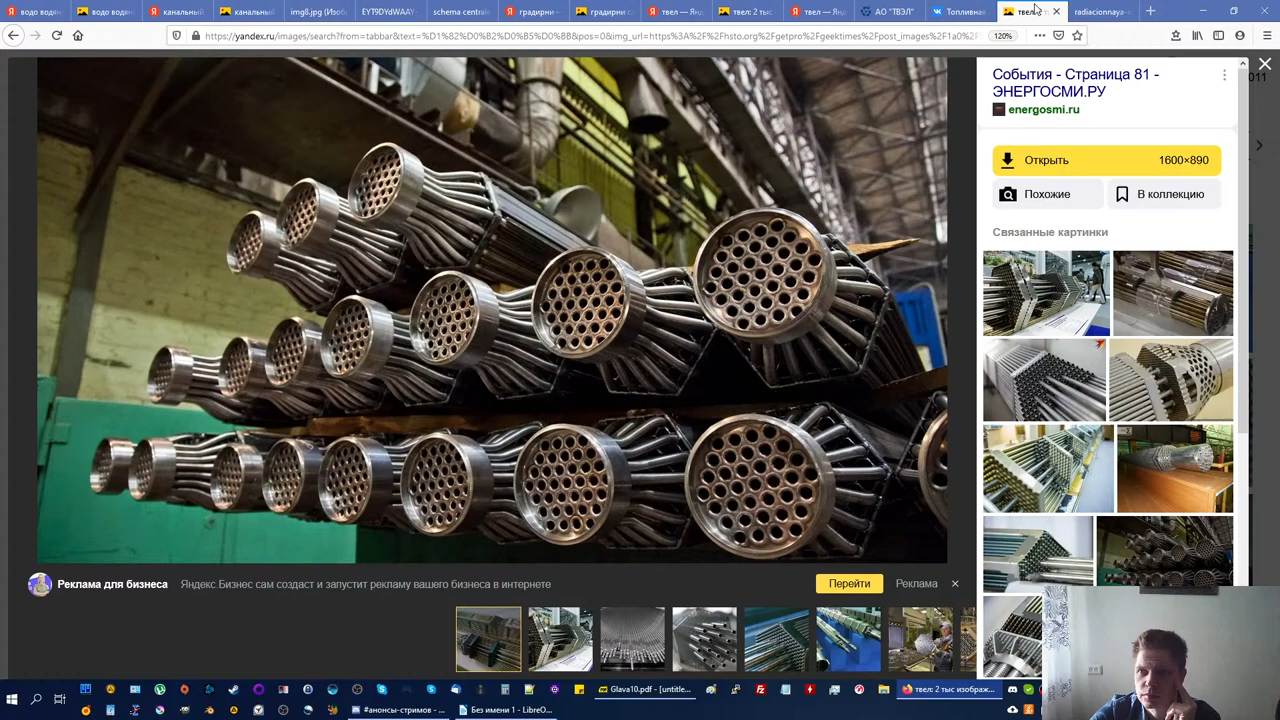 водо водян
водо водян
канальный
канальный
img8.jpg (Изоб
EYT9DYdWAAY-
schema central
градирни —
градирни
твел — Янд
твел: 2 тыс
твел — Янд
АО "ТВЭЛ"
Топливная
твел:
radiacionnaya-
https://yandex.ru/images/search?from=tabbar&text=%D1%82%D0%B2%D0%B5%D0%BB&pos=0&img_url=https%3A%2F%2Fhsto.org%2Fgetpro%2Fgeektimes%2Fpost_images%2F1a0%2F
120%
011
События - Страница 81 -
ЭНЕРГОСМИ.РУ
energosmi.ru
Открыть 1600×890
Похожие
В коллекцию
Связанные картинки
Реклама для бизнеса
Яндекс.Бизнес сам создаст и запустит рекламу вашего бизнеса в интернете
Перейти
Реклама
Glava10.pdf - [untitle...
твел: 2 тыс изображ...
#анонсы-стримов - ...
Без имени 1 - LibreO...